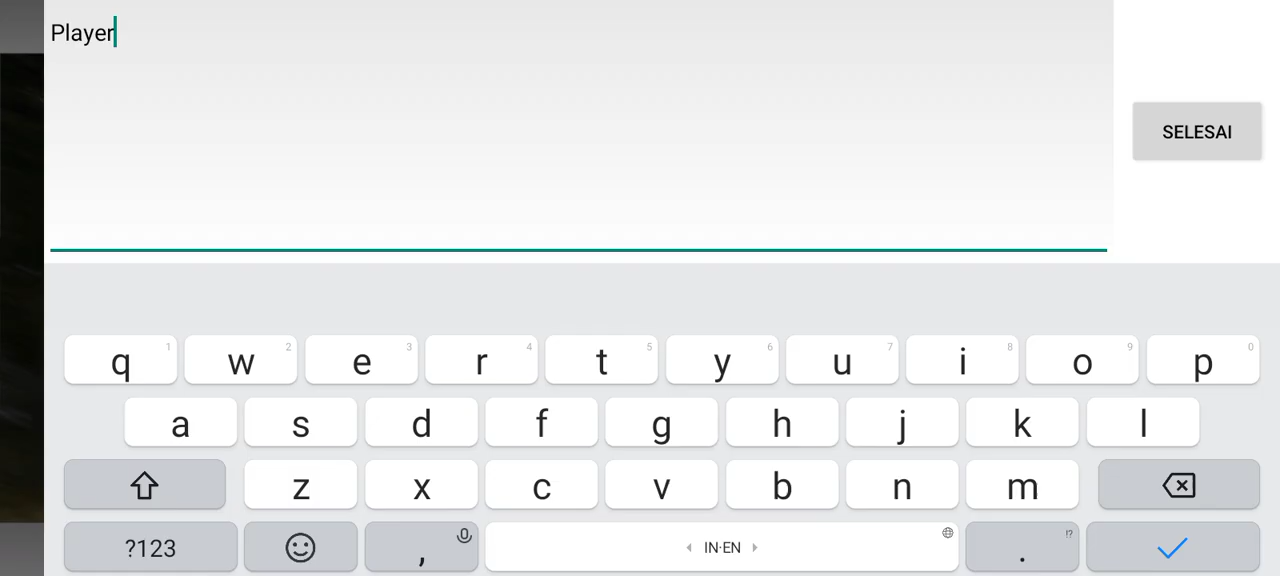 Player
SELESAI
q 1 w 2 e 3 r 4 t 5 y 6 u 7 i 8 o 9 p 0
a s d f g h j k l
z x c v b n m
?123 , IN·EN . !?